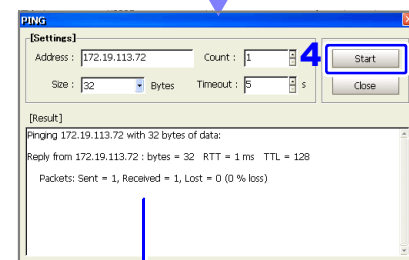 PING
[Settings]
Address : 172.19.113.72 Count : 1 4 Start
Size : 32 Bytes Timeout : 5 s Close
[Result]
Pinging 172.19.113.72 with 32 bytes of data:
Reply from 172.19.113.72 : bytes = 32 RTT = 1 ms TTL = 128
Packets: Sent = 1, Received = 1, Lost = 0 (0 % loss)